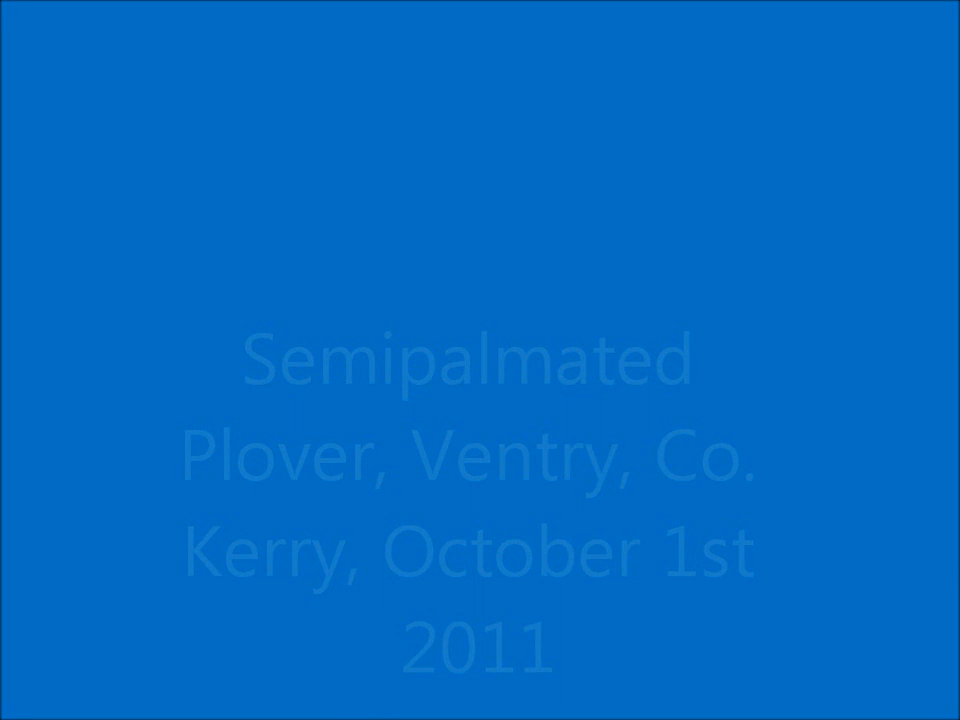 Semipalmated
Plover, Ventry, Co.
Kerry, October 1st
2011